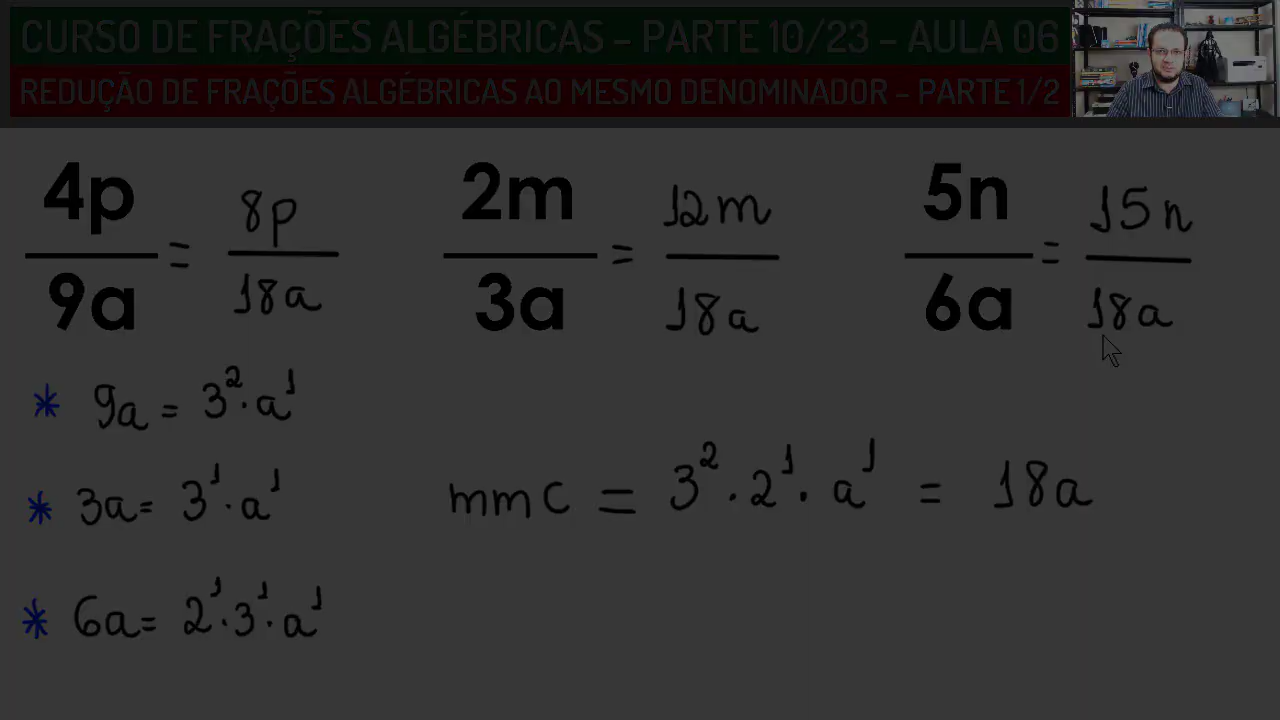 CURSO DE FRAÇÕES ALGÉBRICAS – PARTE 10/23 – AULA 06
REDUÇÃO DE FRAÇÕES ALGÉBRICAS AO MESMO DENOMINADOR – PARTE 1/2
4p/9a = 8p/18a
2m/3a = 12m/18a
5n/6a = 15n/18a
* 9a = 3² · a¹
* 3a = 3¹ · a¹
* 6a = 2¹ · 3¹ · a¹
mmc = 3² · 2¹ · a¹ = 18a